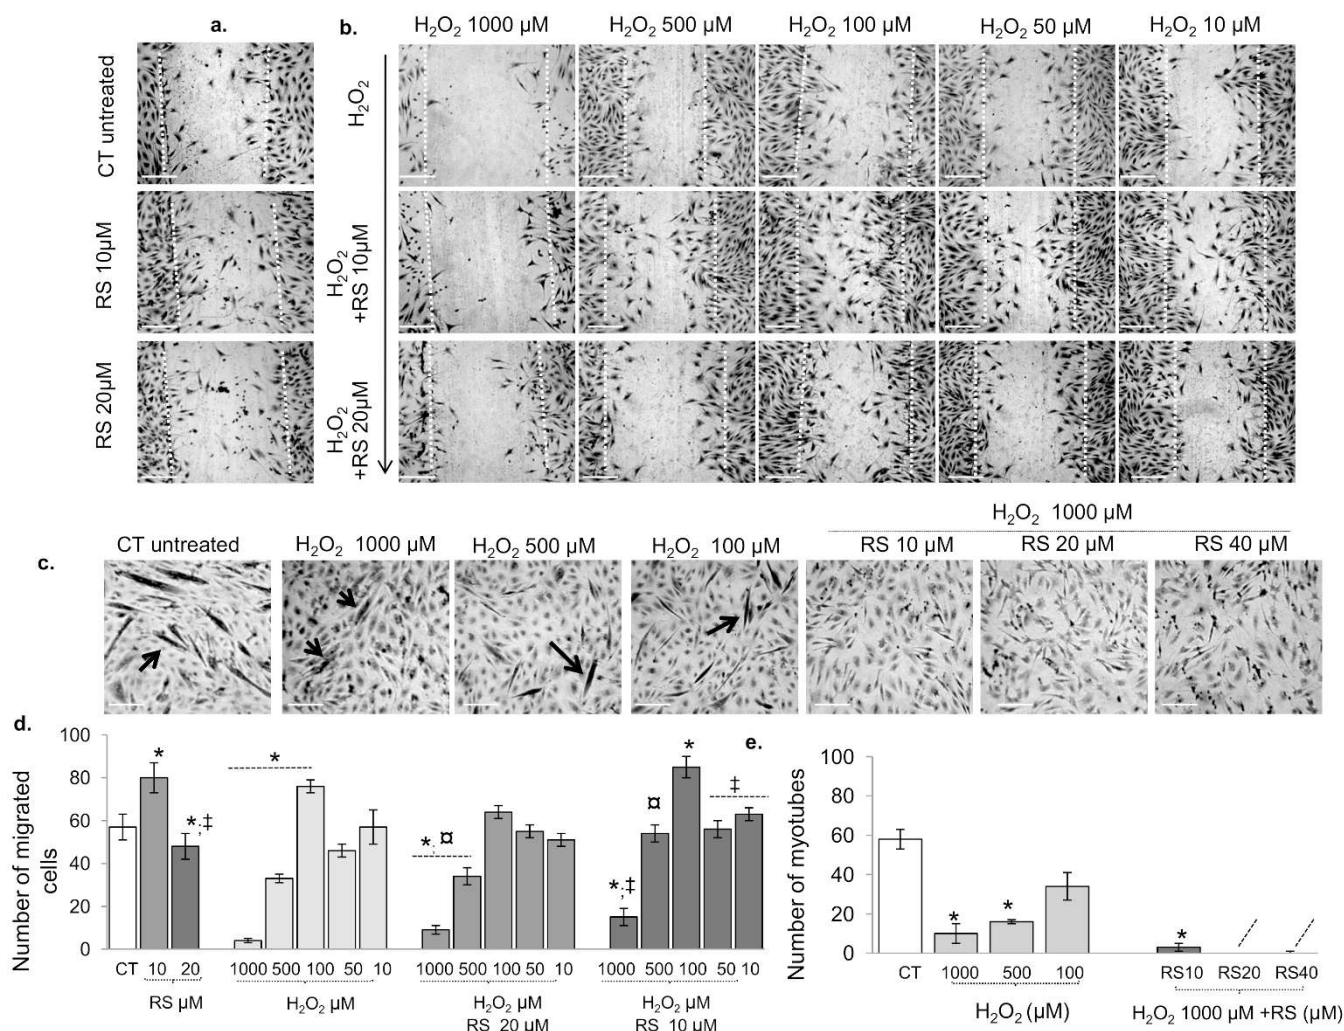 a.
b.
H₂O₂ 1000 µM
H₂O₂ 500 µM
H₂O₂ 100 µM
H₂O₂ 50 µM
H₂O₂ 10 µM
CT untreated
RS 10µM
RS 20µM
H₂O₂
H₂O₂
+RS 10µM
H₂O₂
+RS 20µM
c.
CT untreated
H₂O₂ 1000 µM
H₂O₂ 500 µM
H₂O₂ 100 µM
H₂O₂ 1000 µM
RS 10 µM
RS 20 µM
RS 40 µM
d.
Number of migrated
cells
100
80
60
40
20
0
*
*;‡
*
*, ¤
*;‡
¤
*
‡
CT
10
20
1000
500
100
50
10
1000
500
100
50
10
1000
500
100
50
10
RS µM
H₂O₂ µM
H₂O₂ µM
RS 20 µM
H₂O₂ µM
RS 10 µM
e.
Number of myotubes
100
80
60
40
20
0
*
*
*
CT
1000
500
100
RS10
RS20
RS40
H₂O₂ (µM)
H₂O₂ 1000 µM +RS (µM)